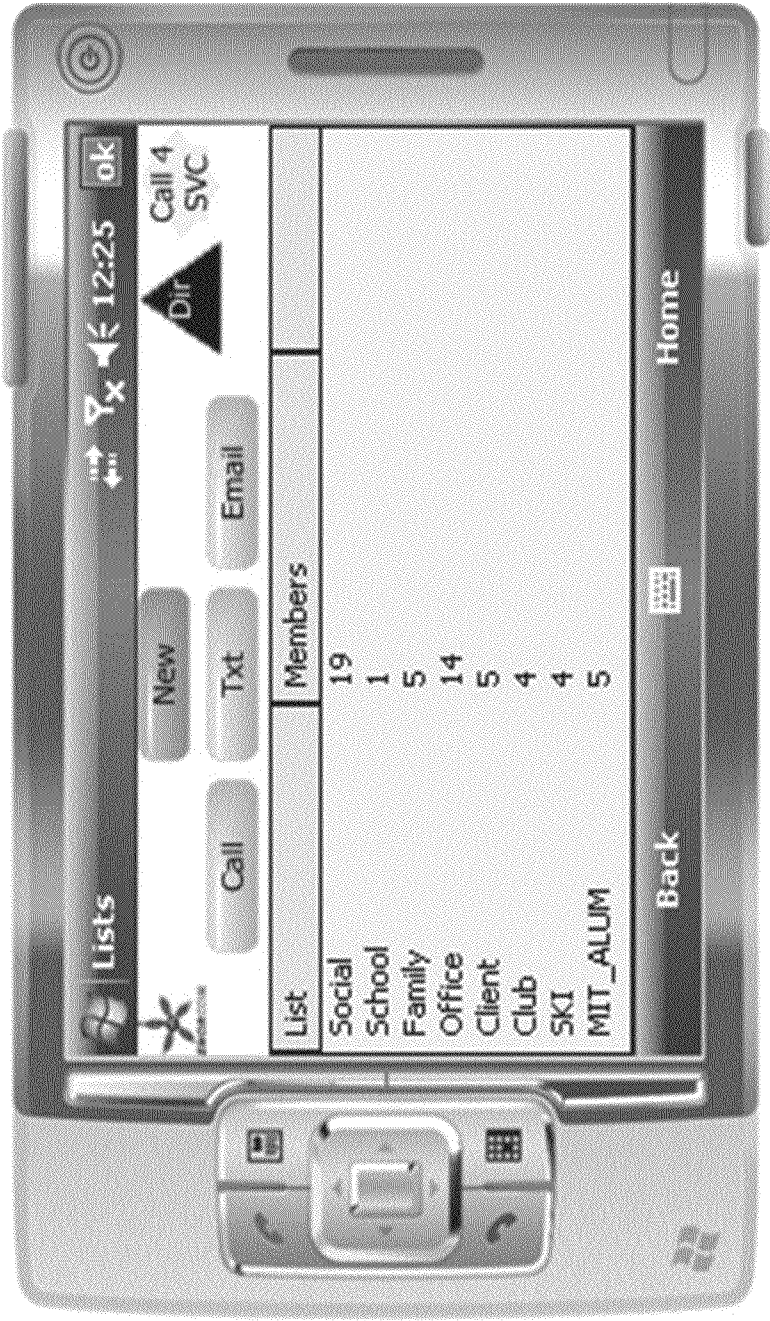 Lists 12:25 ok
New
Dir
Call 4
SVC
Call Txt Email
List Members
Social 19
School 1
Family 5
Office 14
Client 5
Club 4
SKI 4
MIT_ALUM 5
Back Home